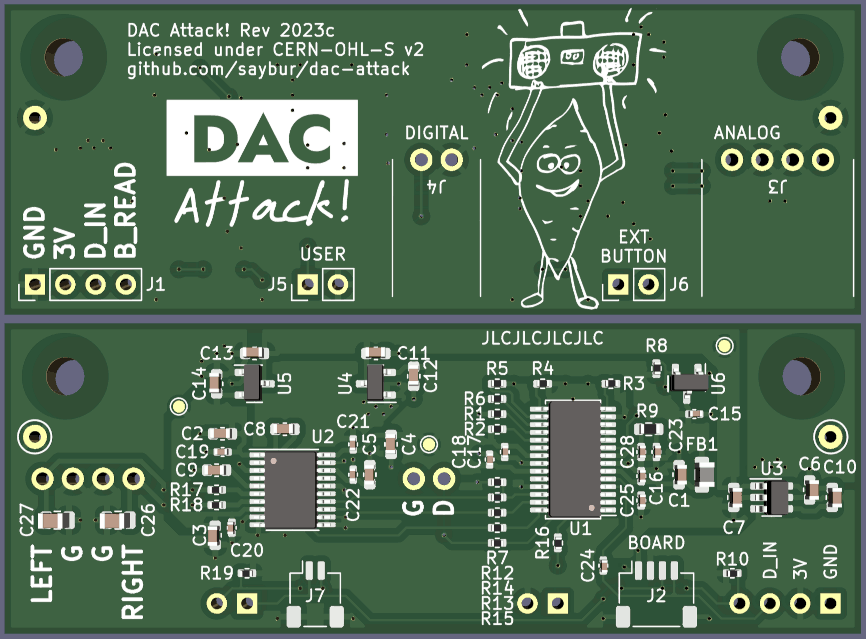 DAC Attack! Rev 2023c
Licensed under CERN-OHL-S v2
github.com/saybur/dac-attack
DAC
Attack!
DIGITAL
J4
ANALOG
J3
GND
3V
D_IN
B_READ
J1
USER
J5
EXT
BUTTON
J6
JLCJLCJLCJLC
C13
C14
U5
C11
U4
C12
R5
R4
R3
R6
R1
R2
R8
U6
C15
C2
C19
C9
R17
R18
C8
U2
C21
C5
C4
C22
C18
C17
R9
C28
C23
FB1
C25
C16
C1
U3
C6
C10
C7
C27
C26
C3
C20
G
D
U1
R16
C24
BOARD
R7
R12
R14
R13
R15
LEFT
G
G
RIGHT
R19
J7
J2
R10
D_IN
3V
GND